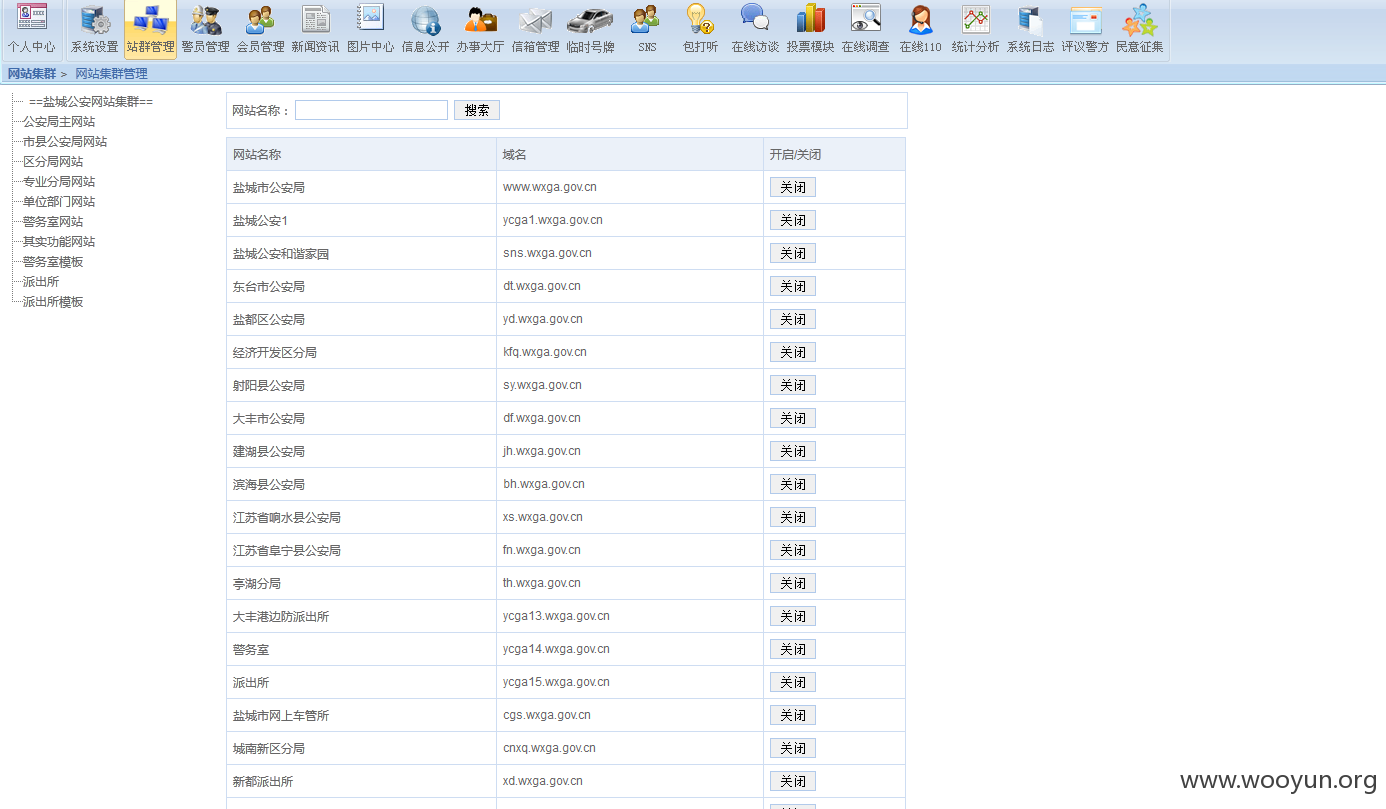 个人中心 系统设置 站群管理 警员管理 会员管理 新闻资讯 图片中心 信息公开 办事大厅 信箱管理 临时号牌 SNS 包打听 在线访谈 投票模块 在线调查 在线110 统计分析 系统日志 评议警方 民意征集
网站集群 > 网站集群管理
==盐城公安网站集群==
公安局主网站
市县公安局网站
区分局网站
专业分局网站
单位部门网站
警务室网站
其实功能网站
警务室模板
派出所
派出所模板
网站名称： 搜索
网站名称 域名 开启/关闭
盐城市公安局 www.wxga.gov.cn 关闭
盐城公安1 ycga1.wxga.gov.cn 关闭
盐城公安和谐家园 sns.wxga.gov.cn 关闭
东台市公安局 dt.wxga.gov.cn 关闭
盐都区公安局 yd.wxga.gov.cn 关闭
经济开发区分局 kfq.wxga.gov.cn 关闭
射阳县公安局 sy.wxga.gov.cn 关闭
大丰市公安局 df.wxga.gov.cn 关闭
建湖县公安局 jh.wxga.gov.cn 关闭
滨海县公安局 bh.wxga.gov.cn 关闭
江苏省响水县公安局 xs.wxga.gov.cn 关闭
江苏省阜宁县公安局 fn.wxga.gov.cn 关闭
亭湖分局 th.wxga.gov.cn 关闭
大丰港边防派出所 ycga13.wxga.gov.cn 关闭
警务室 ycga14.wxga.gov.cn 关闭
派出所 ycga15.wxga.gov.cn 关闭
盐城市网上车管所 cgs.wxga.gov.cn 关闭
城南新区分局 cnxq.wxga.gov.cn 关闭
新都派出所 xd.wxga.gov.cn 关闭
www.wooyun.org